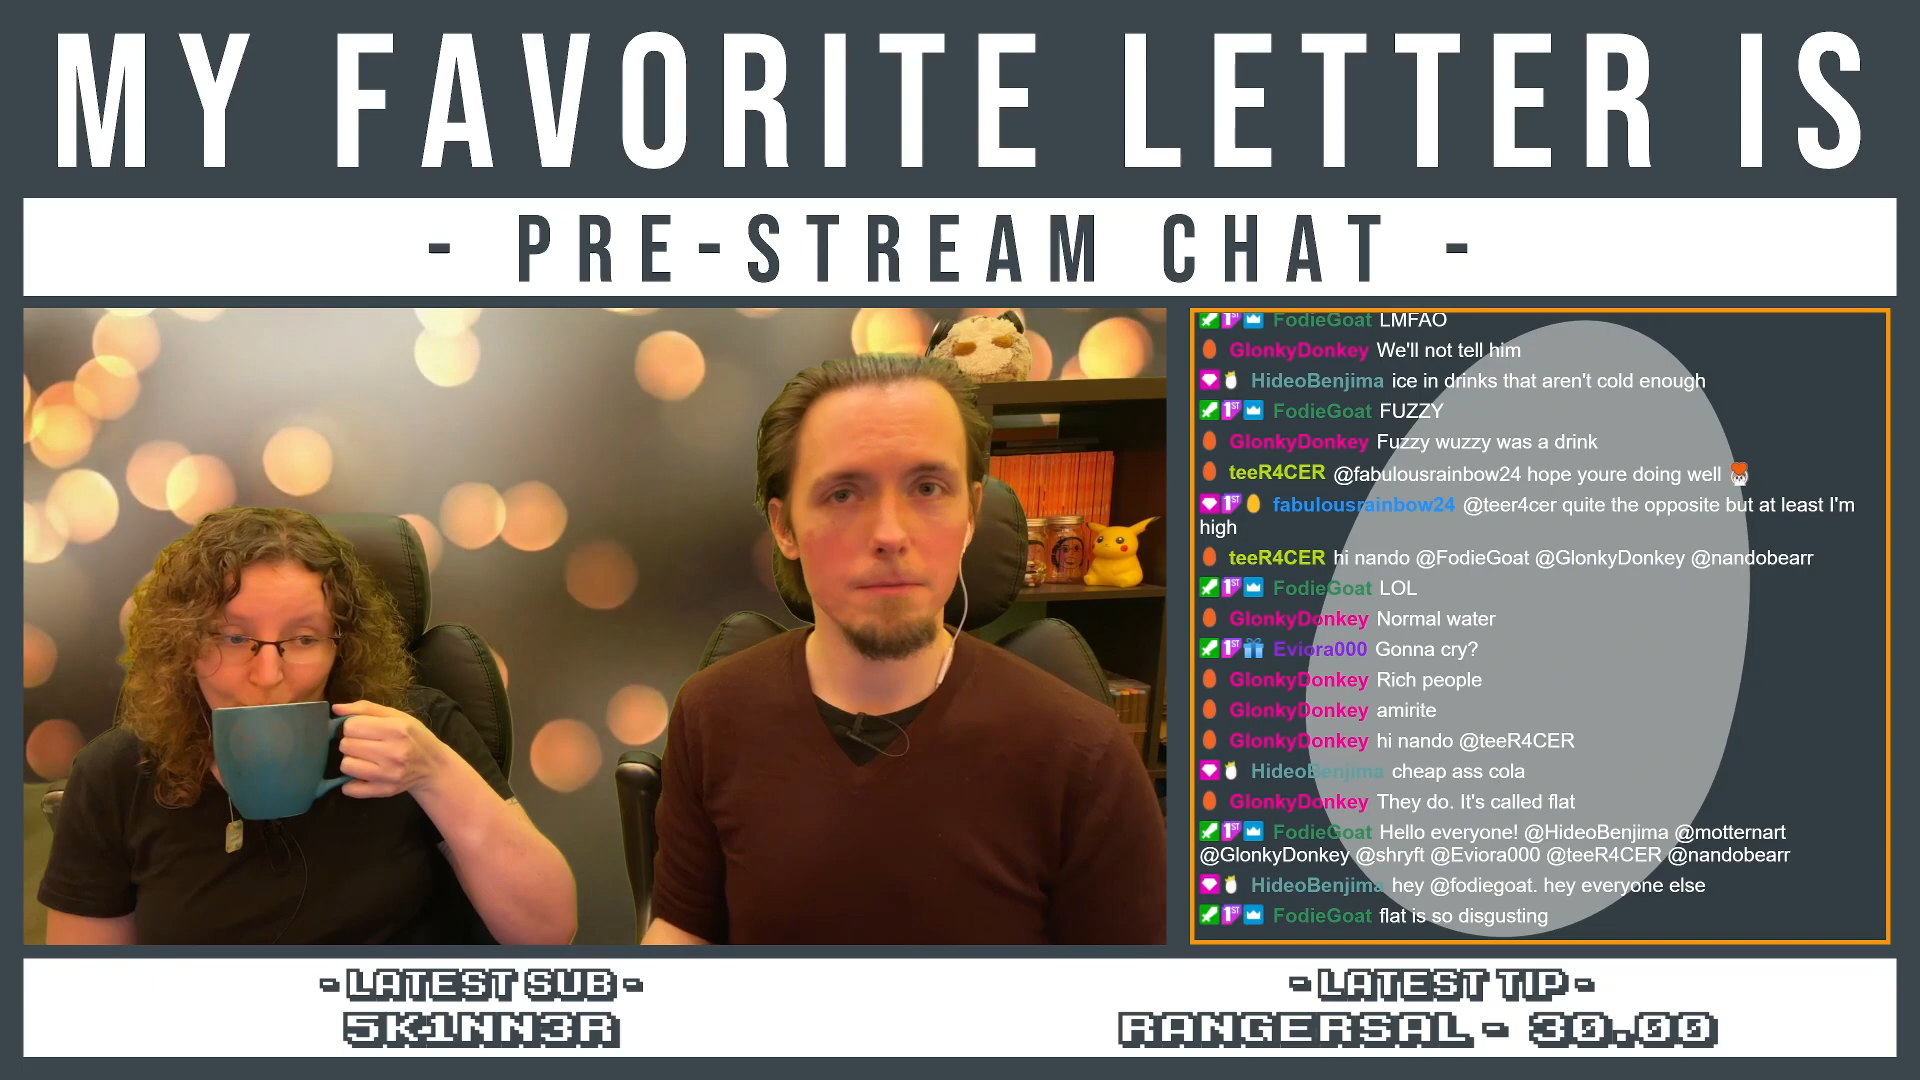 MY FAVORITE LETTER IS
- PRE-STREAM CHAT -
FodieGoat LMFAO
GlonkyDonkey We'll not tell him
HideoBenjima ice in drinks that aren't cold enough
FodieGoat FUZZY
GlonkyDonkey Fuzzy wuzzy was a drink
teeR4CER @fabulousrainbow24 hope youre doing well
fabulousrainbow24 @teer4cer quite the opposite but at least I'm
high
teeR4CER hi nando @FodieGoat @GlonkyDonkey @nandobearr
FodieGoat LOL
GlonkyDonkey Normal water
Eviora000 Gonna cry?
GlonkyDonkey Rich people
GlonkyDonkey amirite
GlonkyDonkey hi nando @teeR4CER
HideoBenjima cheap ass cola
GlonkyDonkey They do. It's called flat
FodieGoat Hello everyone! @HideoBenjima @motternart
@GlonkyDonkey @shryft @Eviora000 @teeR4CER @nandobearr
HideoBenjima hey @fodiegoat. hey everyone else
FodieGoat flat is so disgusting
- LATEST SUB -
5K1NN3R
- LATEST TIP -
RANGERSAL - 30.00